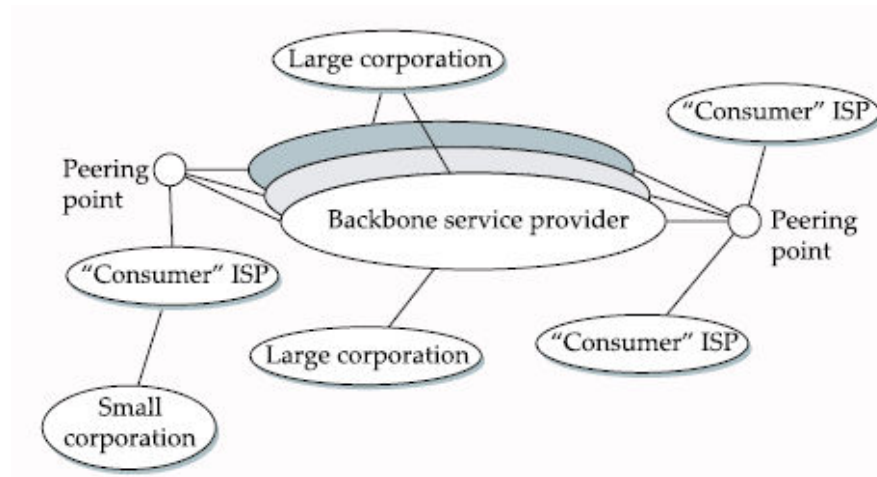 Large corporation
“Consumer” ISP
Peering
point
Backbone service provider
Peering
point
“Consumer” ISP
Large corporation
“Consumer” ISP
Small
corporation